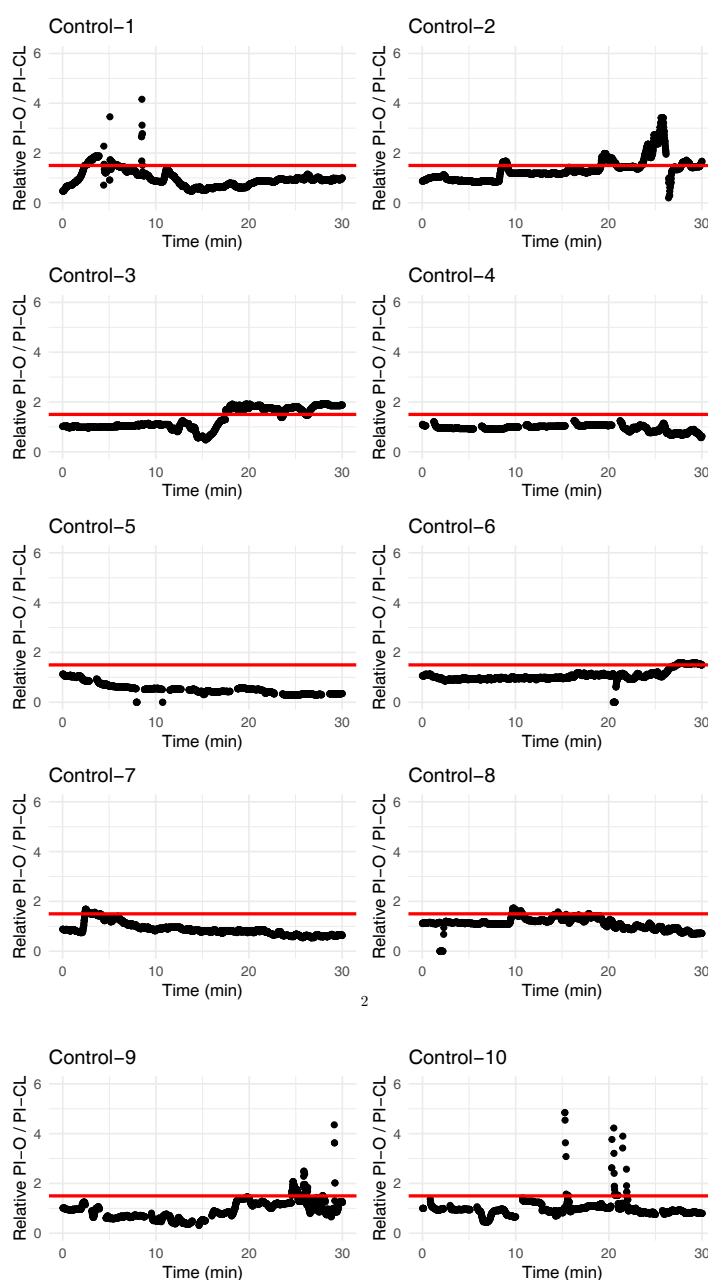 Control−1 Control−2
Relative PI−O / PI−CL Relative PI−O / PI−CL
6 6
4 4
2 2
0 0
0 10 20 30 0 10 20 30
Time (min) Time (min)
Control−3 Control−4
Relative PI−O / PI−CL Relative PI−O / PI−CL
6 6
4 4
2 2
0 0
0 10 20 30 0 10 20 30
Time (min) Time (min)
Control−5 Control−6
Relative PI−O / PI−CL Relative PI−O / PI−CL
6 6
4 4
2 2
0 0
0 10 20 30 0 10 20 30
Time (min) Time (min)
Control−7 Control−8
Relative PI−O / PI−CL Relative PI−O / PI−CL
6 6
4 4
2 2
0 0
0 10 20 30 0 10 20 30
Time (min) Time (min)
2
Control−9 Control−10
Relative PI−O / PI−CL Relative PI−O / PI−CL
6 6
4 4
2 2
0 0
0 10 20 30 0 10 20 30
Time (min) Time (min)